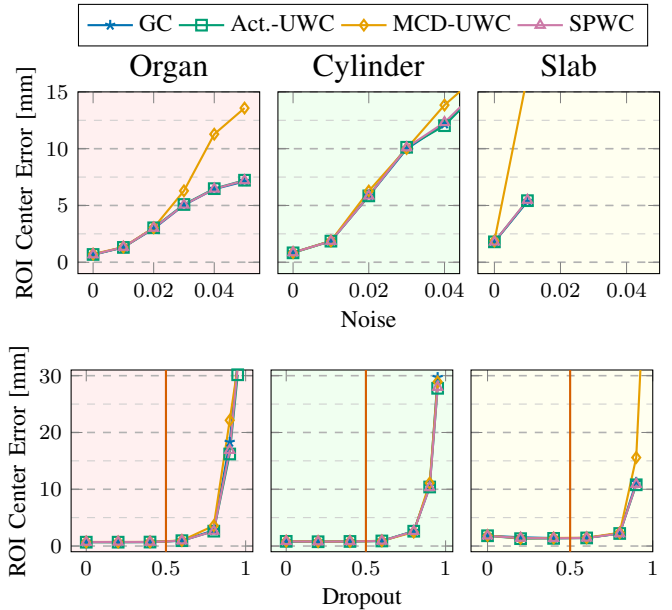 GC Act.-UWC MCD-UWC SPWC
Organ Cylinder Slab
ROI Center Error [mm]
15
10
5
0
0 0.02 0.04 0 0.02 0.04 0 0.02 0.04
Noise
ROI Center Error [mm]
30
20
10
0
0 0.5 1 0 0.5 1 0 0.5 1
Dropout